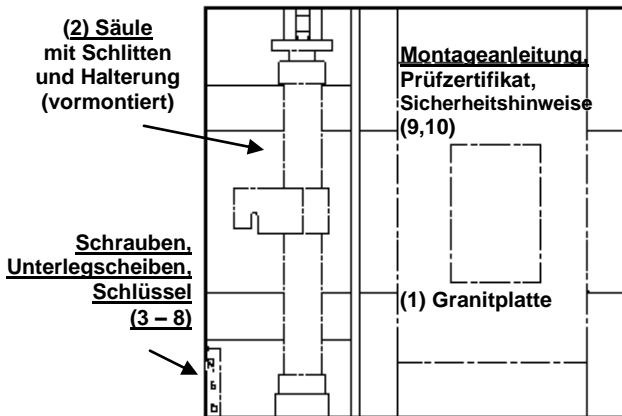 (2) Säule
mit Schlitten
und Halterung
(vormontiert)
Montageanleitung,
Prüfzertifikat,
Sicherheitshinweise
(9,10)
Schrauben,
Unterlegscheiben,
Schlüssel
(3 – 8)
(1) Granitplatte